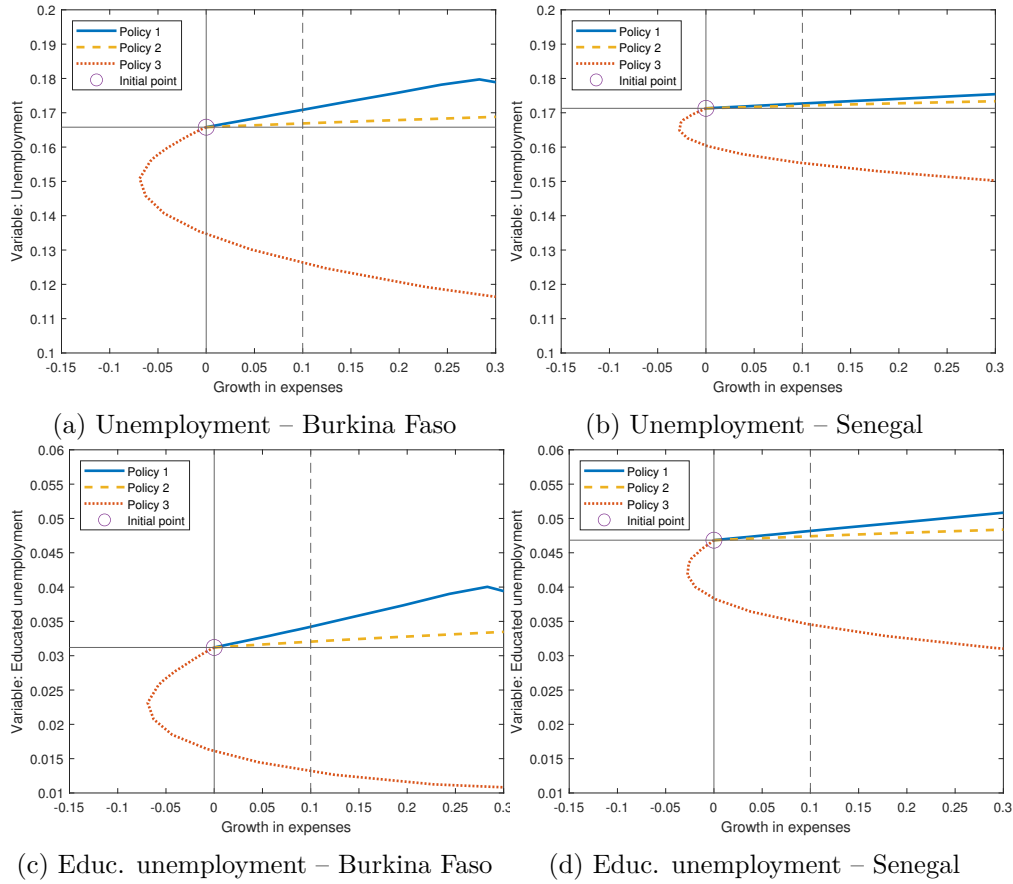 0.2
0.19
0.18
0.17
0.16
0.15
0.14
0.13
0.12
0.11
0.1
Variable: Unemployment
Policy 1
Policy 2
Policy 3
Initial point
-0.15 -0.1 -0.05 0 0.05 0.1 0.15 0.2 0.25 0.3
Growth in expenses
(a) Unemployment – Burkina Faso
0.2
0.19
0.18
0.17
0.16
0.15
0.14
0.13
0.12
0.11
0.1
Variable: Unemployment
Policy 1
Policy 2
Policy 3
Initial point
-0.15 -0.1 -0.05 0 0.05 0.1 0.15 0.2 0.25 0.3
Growth in expenses
(b) Unemployment – Senegal
0.06
0.055
0.05
0.045
0.04
0.035
0.03
0.025
0.02
0.015
0.01
Variable: Educated unemployment
Policy 1
Policy 2
Policy 3
Initial point
-0.15 -0.1 -0.05 0 0.05 0.1 0.15 0.2 0.25 0.3
Growth in expenses
(c) Educ. unemployment – Burkina Faso
0.06
0.055
0.05
0.045
0.04
0.035
0.03
0.025
0.02
0.015
0.01
Variable: Educated unemployment
Policy 1
Policy 2
Policy 3
Initial point
-0.15 -0.1 -0.05 0 0.05 0.1 0.15 0.2 0.25 0.3
Growth in expenses
(d) Educ. unemployment – Senegal